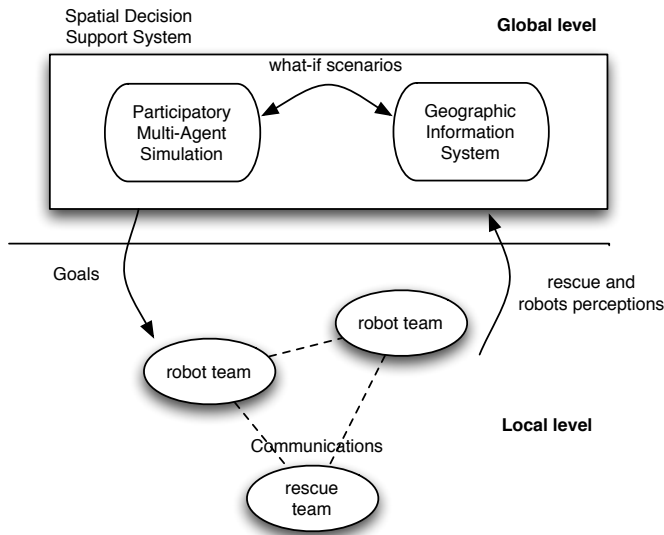 Spatial Decision
Support System
Global level
what-if scenarios
Participatory
Multi-Agent
Simulation
Geographic
Information
System
Goals
rescue and
robots perceptions
robot team
robot team
Local level
Communications
rescue
team